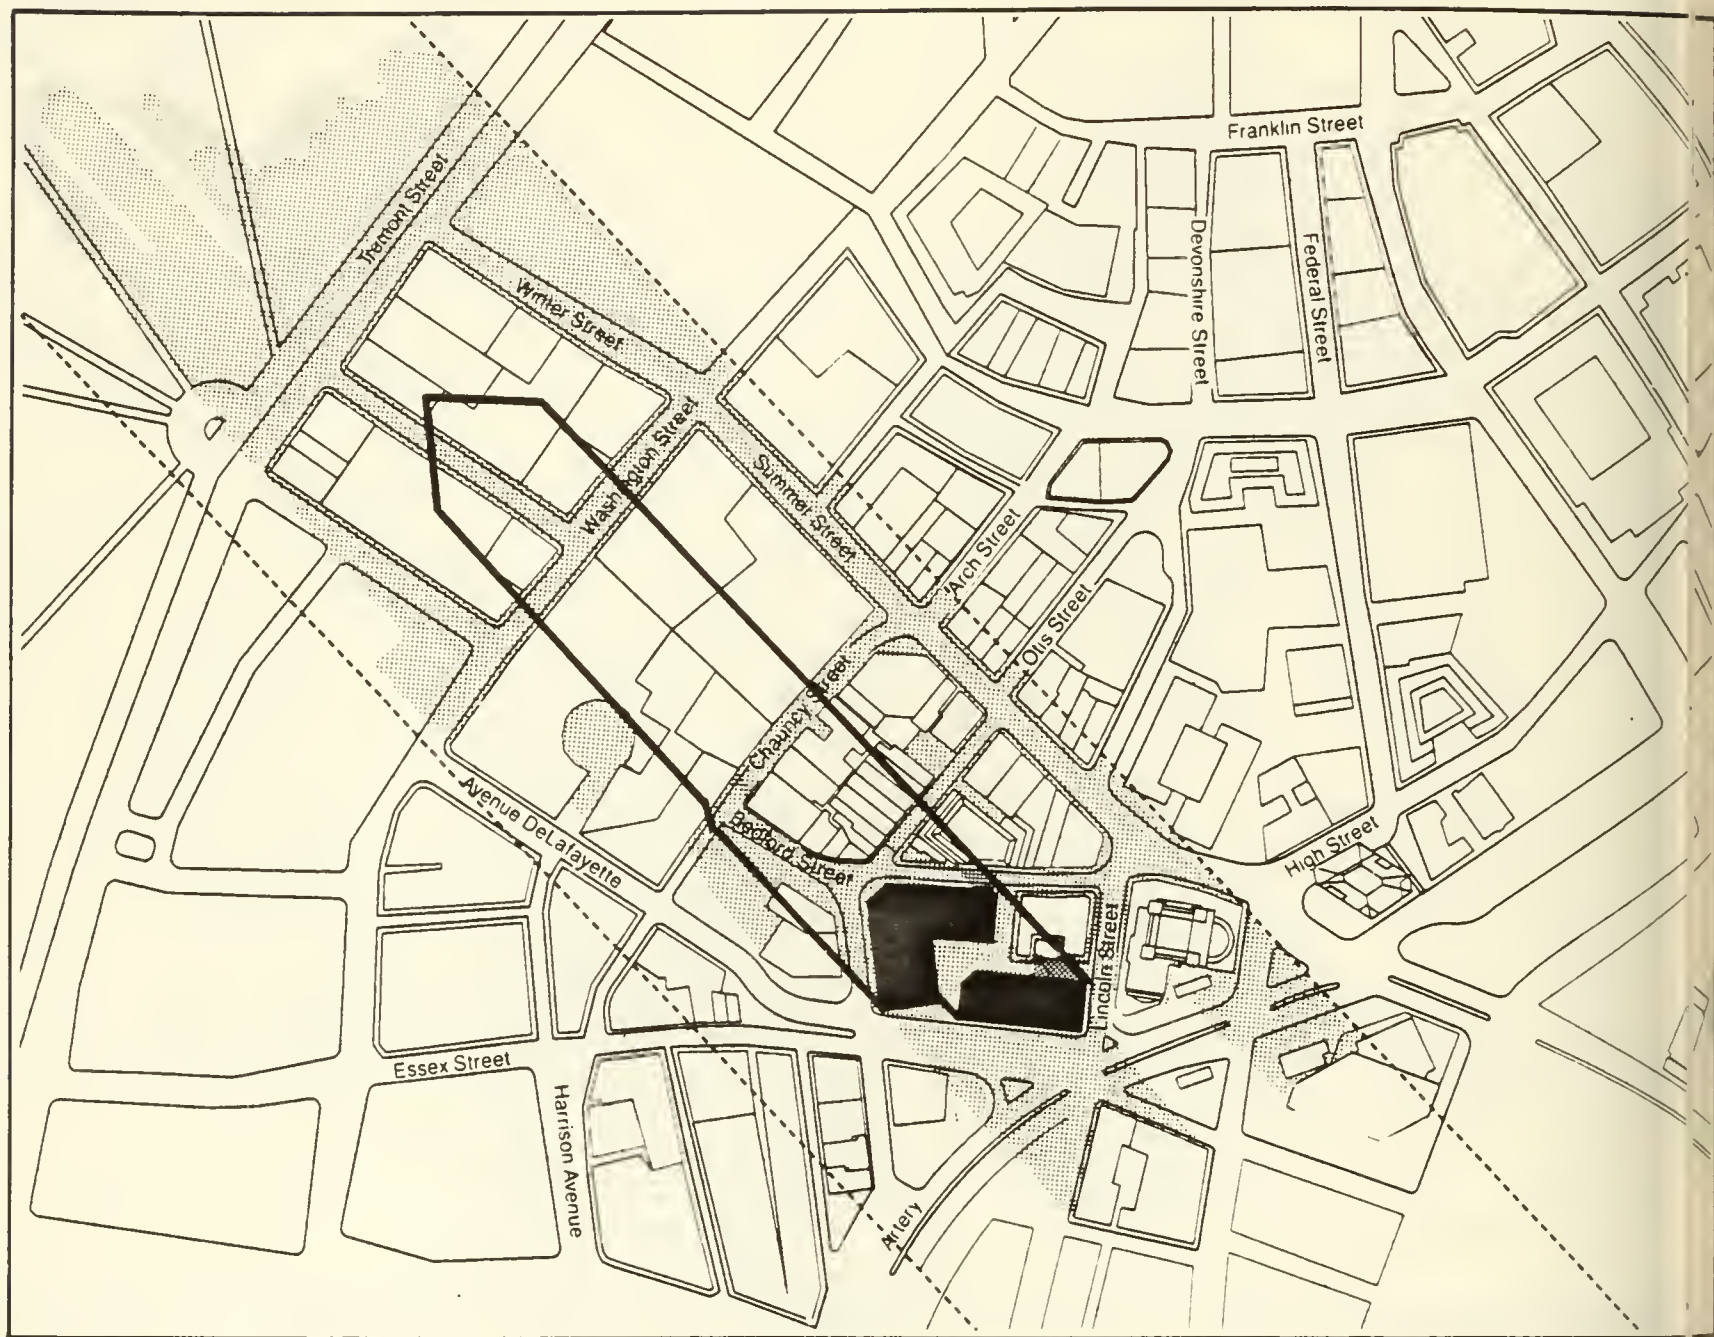 Franklin Street
Tremont Street
Devonshire Street
Federal Street
Winter Street
Washington Street
Summer Street
Arch Street
Otis Street
Chauncy Street
Avenue DeLafayette
Bedford Street
High Street
Lincoln Street
Essex Street
Harrison Avenue
Artery